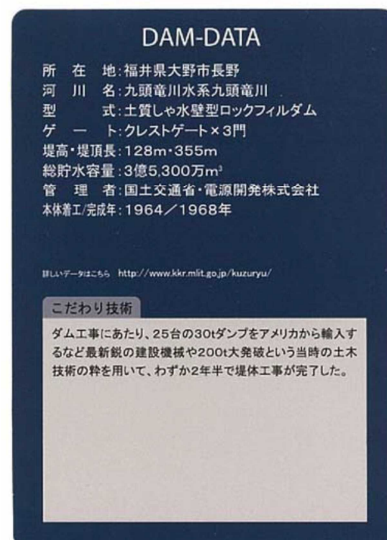 DAM-DATA
所在地:福井県大野市長野
河川名:九頭竜川水系九頭竜川
型式:土質しゃ水壁型ロックフィルダム
ゲート:クレストゲート×3門
堤高・堤頂長:128m・355m
総貯水容量:3億5,300万m³
管理者:国土交通省・電源開発株式会社
本体着工/完成年:1964/1968年
詳しいデータはこちら http://www.kkr.mlit.go.jp/kuzuryu/
こだわり技術
ダム工事にあたり、25台の30tダンプをアメリカから輸入す
るなど最新鋭の建設機械や200t大発破という当時の土木
技術の粋を用いて、わずか2年半で堤体工事が完了した。